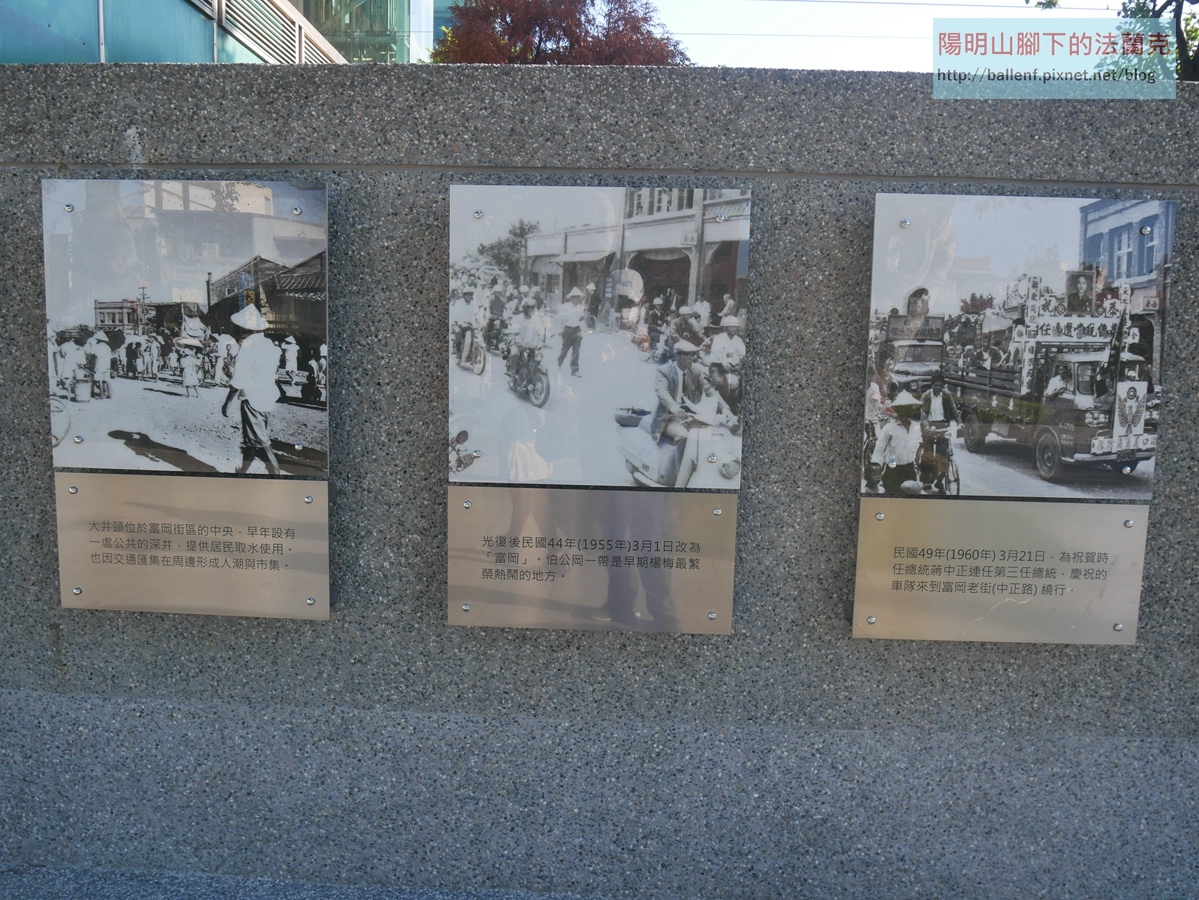 陽明山腳下的法蘭克
http://ballenf.pixnet.net/blog
大井頭位於富岡街區的中央，早年設有
一處公共的深井，提供居民取水使用。
也因交通匯集在周邊形成人潮與市集。
光復後民國44年(1955年)3月1日改為
「富岡」。伯公岡一帶是早期楊梅最繁
榮熱鬧的地方。
民國49年(1960年) 3月21日，為祝賀時
任總統蔣中正連任第三任總統，慶祝的
車隊來到富岡老街(中正路) 繞行。